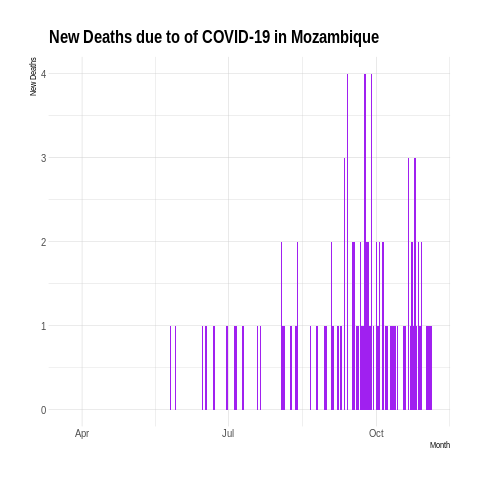 New Deaths due to of COVID-19 in Mozambique
New Deaths
4
3
2
1
0
Apr
Jul
Oct
Month